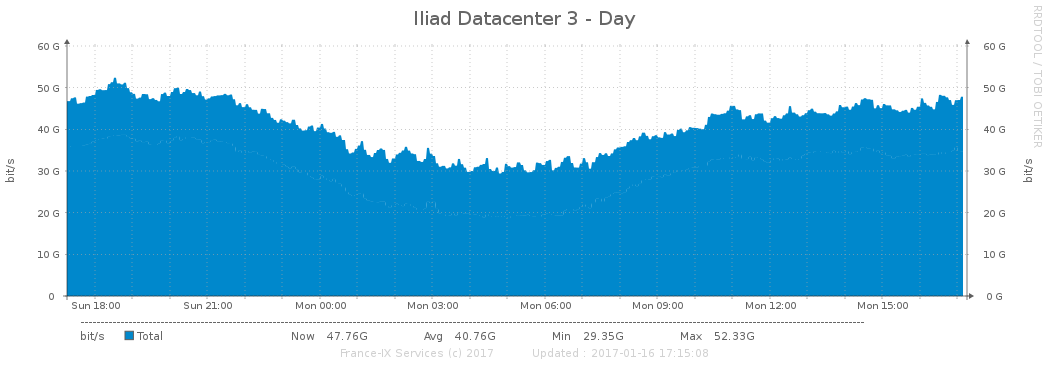 Iliad Datacenter 3 - Day
RRDTOOL / TOBI OETIKER
60 G 60 G
50 G 50 G
40 G 40 G
30 G 30 G
20 G 20 G
10 G 10 G
0 0 G
bit/s bit/s
Sun 18:00 Sun 21:00 Mon 00:00 Mon 03:00 Mon 06:00 Mon 09:00 Mon 12:00 Mon 15:00
bit/s Total Now 47.76G Avg 40.76G Min 29.35G Max 52.33G
France-IX Services (c) 2017 Updated : 2017-01-16 17:15:08